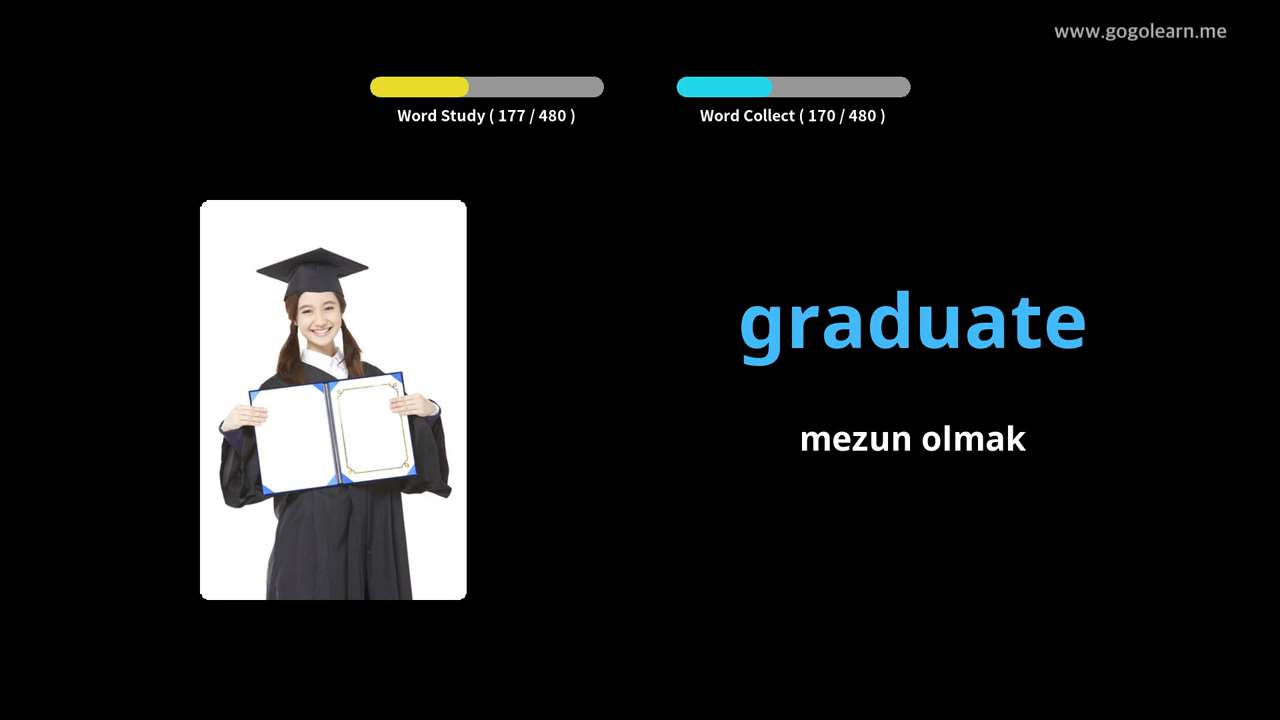 www.gogolearn.me
Word Study ( 177 / 480 )
Word Collect ( 170 / 480 )
graduate
mezun olmak